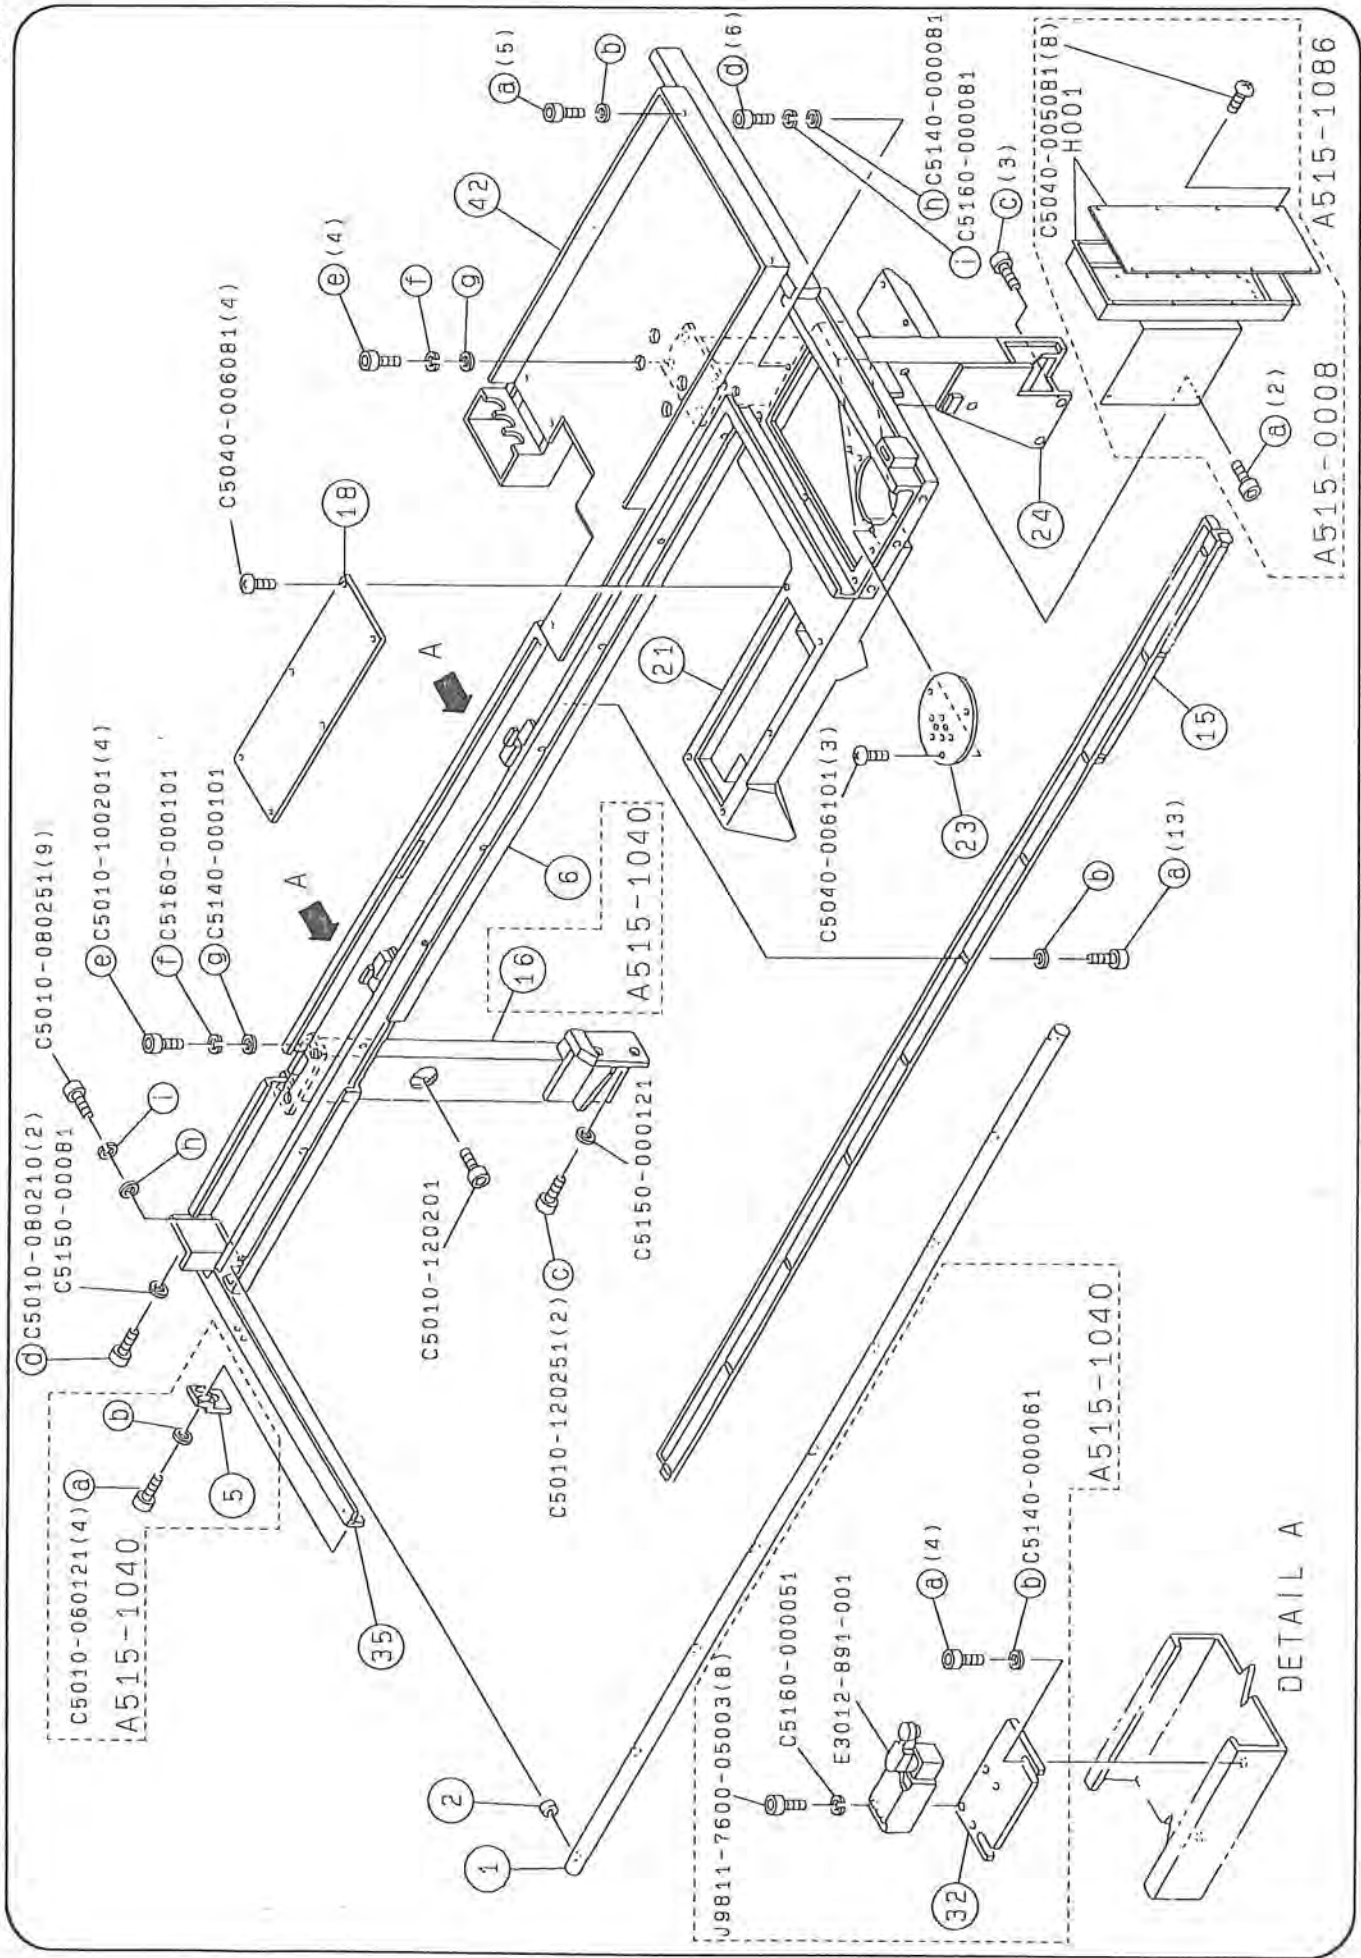 C5010-060121(4) ⓐ
A515-1040
ⓑ
5
35
ⓓ C5010-080210(2)
C5150-00081
C5010-080251(9)
ⓘ
ⓗ
ⓔ C5010-100201(4)
ⓕ C5160-000101
ⓖ C5140-000101
A
A
18
C5040-006081(4)
ⓔ (4)
ⓕ
ⓖ
42
ⓐ (5)
ⓑ
ⓓ (6)
ⓗ C5140-000081
ⓘ C5160-000081
ⓒ (3)
C5040-005081(8)
H001
A515-1086
A515-0008
ⓐ (2)
24
21
C5040-006101(3)
23
15
6
16
A515-1040
C5010-120201
C5010-120251(2) ⓒ
C5150-000121
ⓑ
ⓐ (13)
2
1
J9811-7600-05003(8)
C5160-000051
E3012-891-001
32
ⓐ (4)
ⓑ C5140-000061
A515-1040
DETAIL A